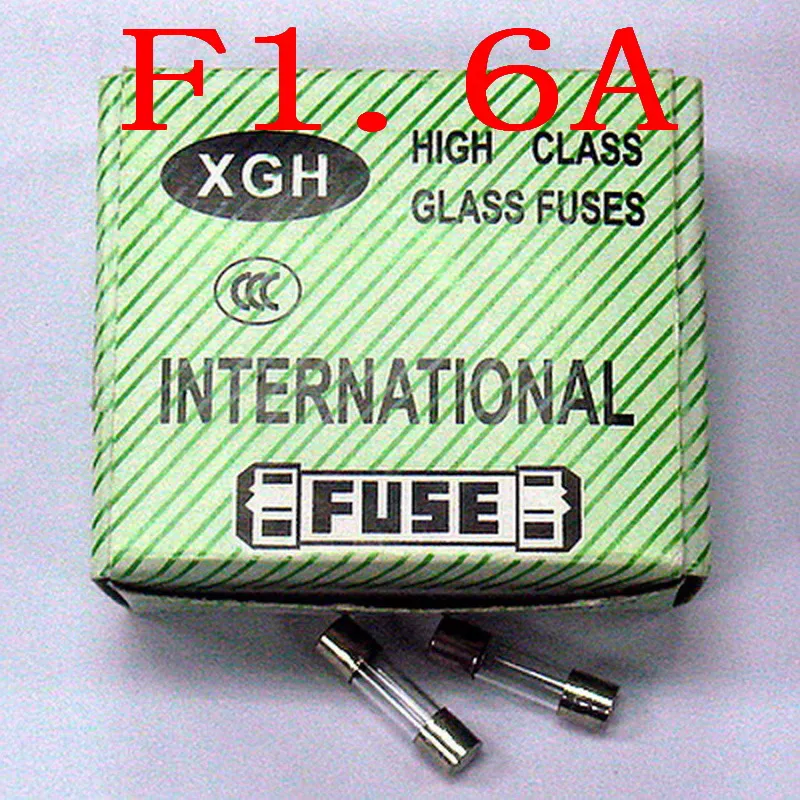 F1.6A
XGH
HIGH CLASS
GLASS FUSES
CCC
INTERNATIONAL
FUSE